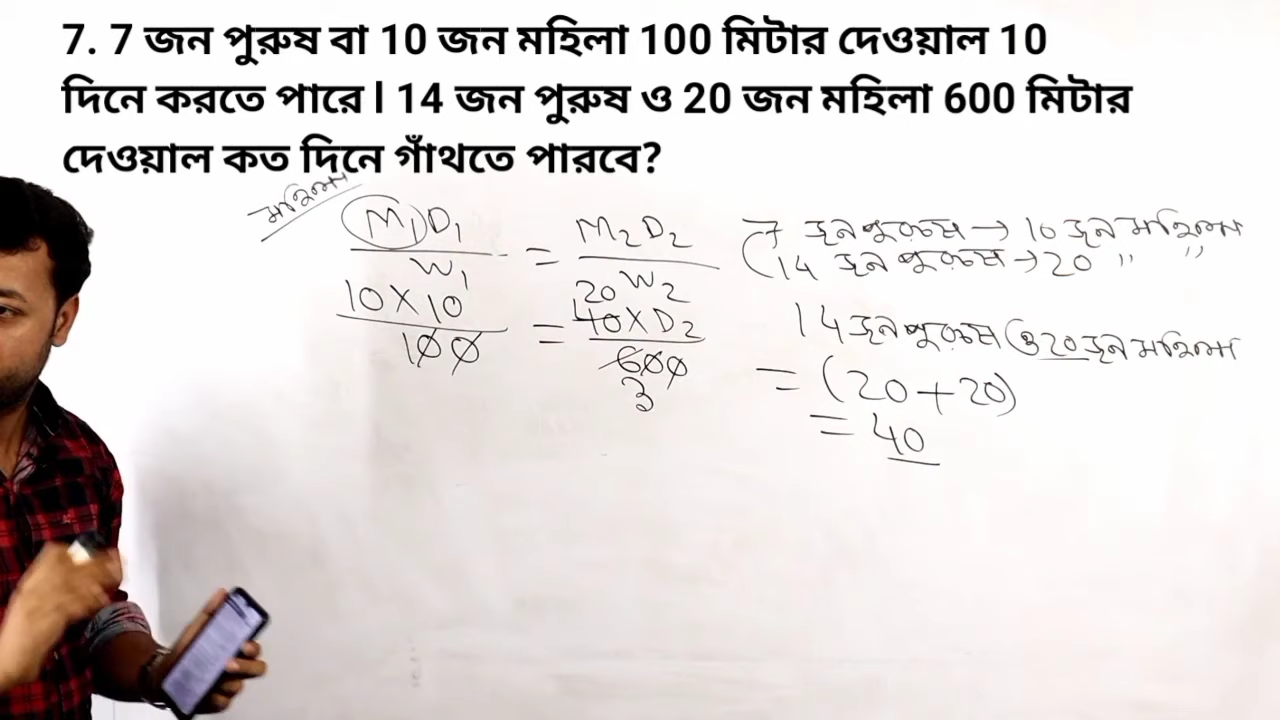 7. 7 জন পুরুষ বা 10 জন মহিলা 100 মিটার দেওয়াল 10
দিনে করতে পারে l 14 জন পুরুষ ও 20 জন মহিলা 600 মিটার
দেওয়াল কত দিনে গাঁথতে পারবে?
মহিলা
M₁D₁ / W₁ = M₂D₂ / W₂
10 X 10 / 100 = 40 X D₂ / 600
20
3
7 জন পুরুষ → 10 জন মহিলা
14 জন পুরুষ → 20 " "
14 জন পুরুষ ও 20 জন মহিলা
= (20 + 20)
= 40